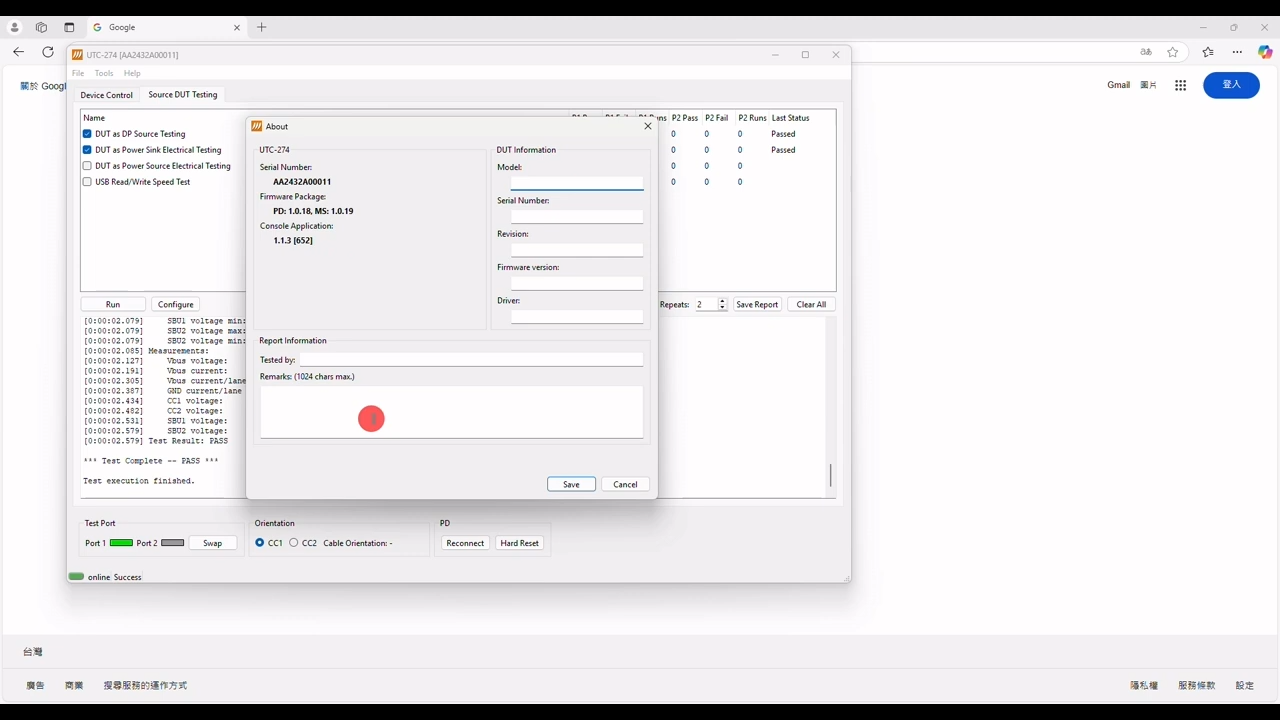 Google
UTC-274 [AA2432A00011]
File Tools Help
關於 Googl
Gmail 圖片 登入
Device Control Source DUT Testing
Name P2 Pass P2 Fail P2 Runs Last Status
DUT as DP Source Testing 0 0 0 Passed
DUT as Power Sink Electrical Testing 0 0 0 Passed
DUT as Power Source Electrical Testing 0 0 0
USB Read/Write Speed Test 0 0 0
About
UTC-274
Serial Number:
AA2432A00011
Firmware Package:
PD: 1.0.18, MS: 1.0.19
Console Application:
1.1.3 [652]
DUT Information
Model:
Serial Number:
Revision:
Firmware version:
Driver:
Report Information
Tested by:
Remarks: (1024 chars max.)
Save Cancel
Run Configure Repeats: 2 Save Report Clear All
[0:00:02.079] SBU1 voltage min:
[0:00:02.079] SBU2 voltage max:
[0:00:02.079] SBU2 voltage min:
[0:00:02.085] Measurements:
[0:00:02.127] Vbus voltage:
[0:00:02.191] Vbus current:
[0:00:02.305] Vbus current/lane
[0:00:02.387] GND current/lane
[0:00:02.434] CC1 voltage:
[0:00:02.482] CC2 voltage:
[0:00:02.531] SBU1 voltage:
[0:00:02.579] SBU2 voltage:
[0:00:02.579] Test Result: PASS
*** Test Complete -- PASS ***
Test execution finished.
Test Port Orientation PD
Port 1 Port 2 Swap CC1 CC2 Cable Orientation: - Reconnect Hard Reset
online Success
台灣
廣告 商業 搜尋服務的運作方式 隱私權 服務條款 設定